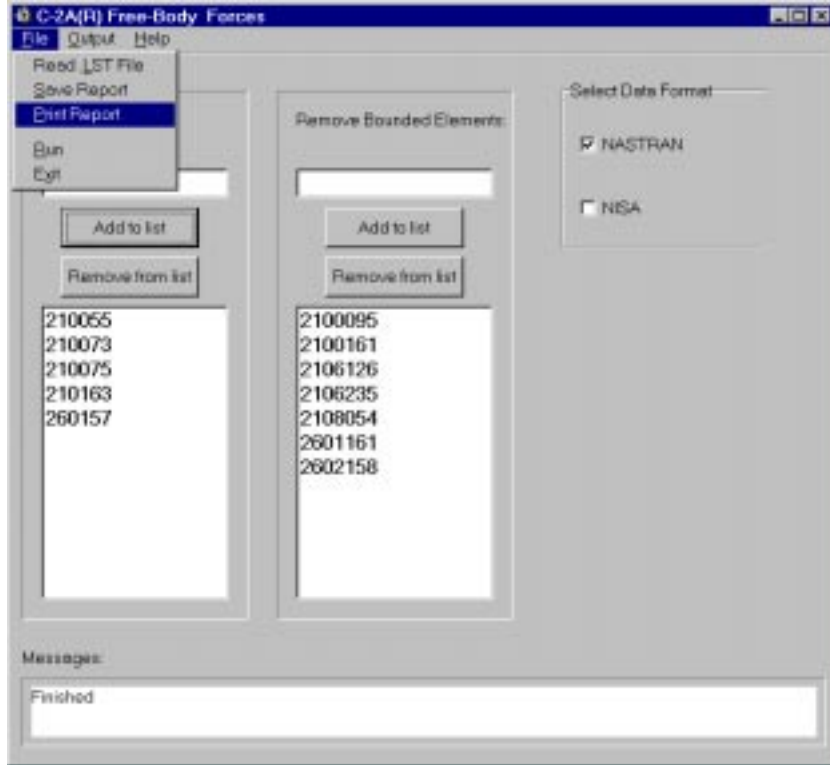 C-2A(R) Free-Body Forces
File Output Help
Read .LST File
Save Report
Print Report
Run
Exit
Remove Bounded Elements:
Select Data Format
NASTRAN
NISA
Add to list
Add to list
Remove from list
Remove from list
210055
210073
210075
210163
260157
2100095
2100161
2106126
2106235
2108054
2601161
2602158
Messages:
Finished